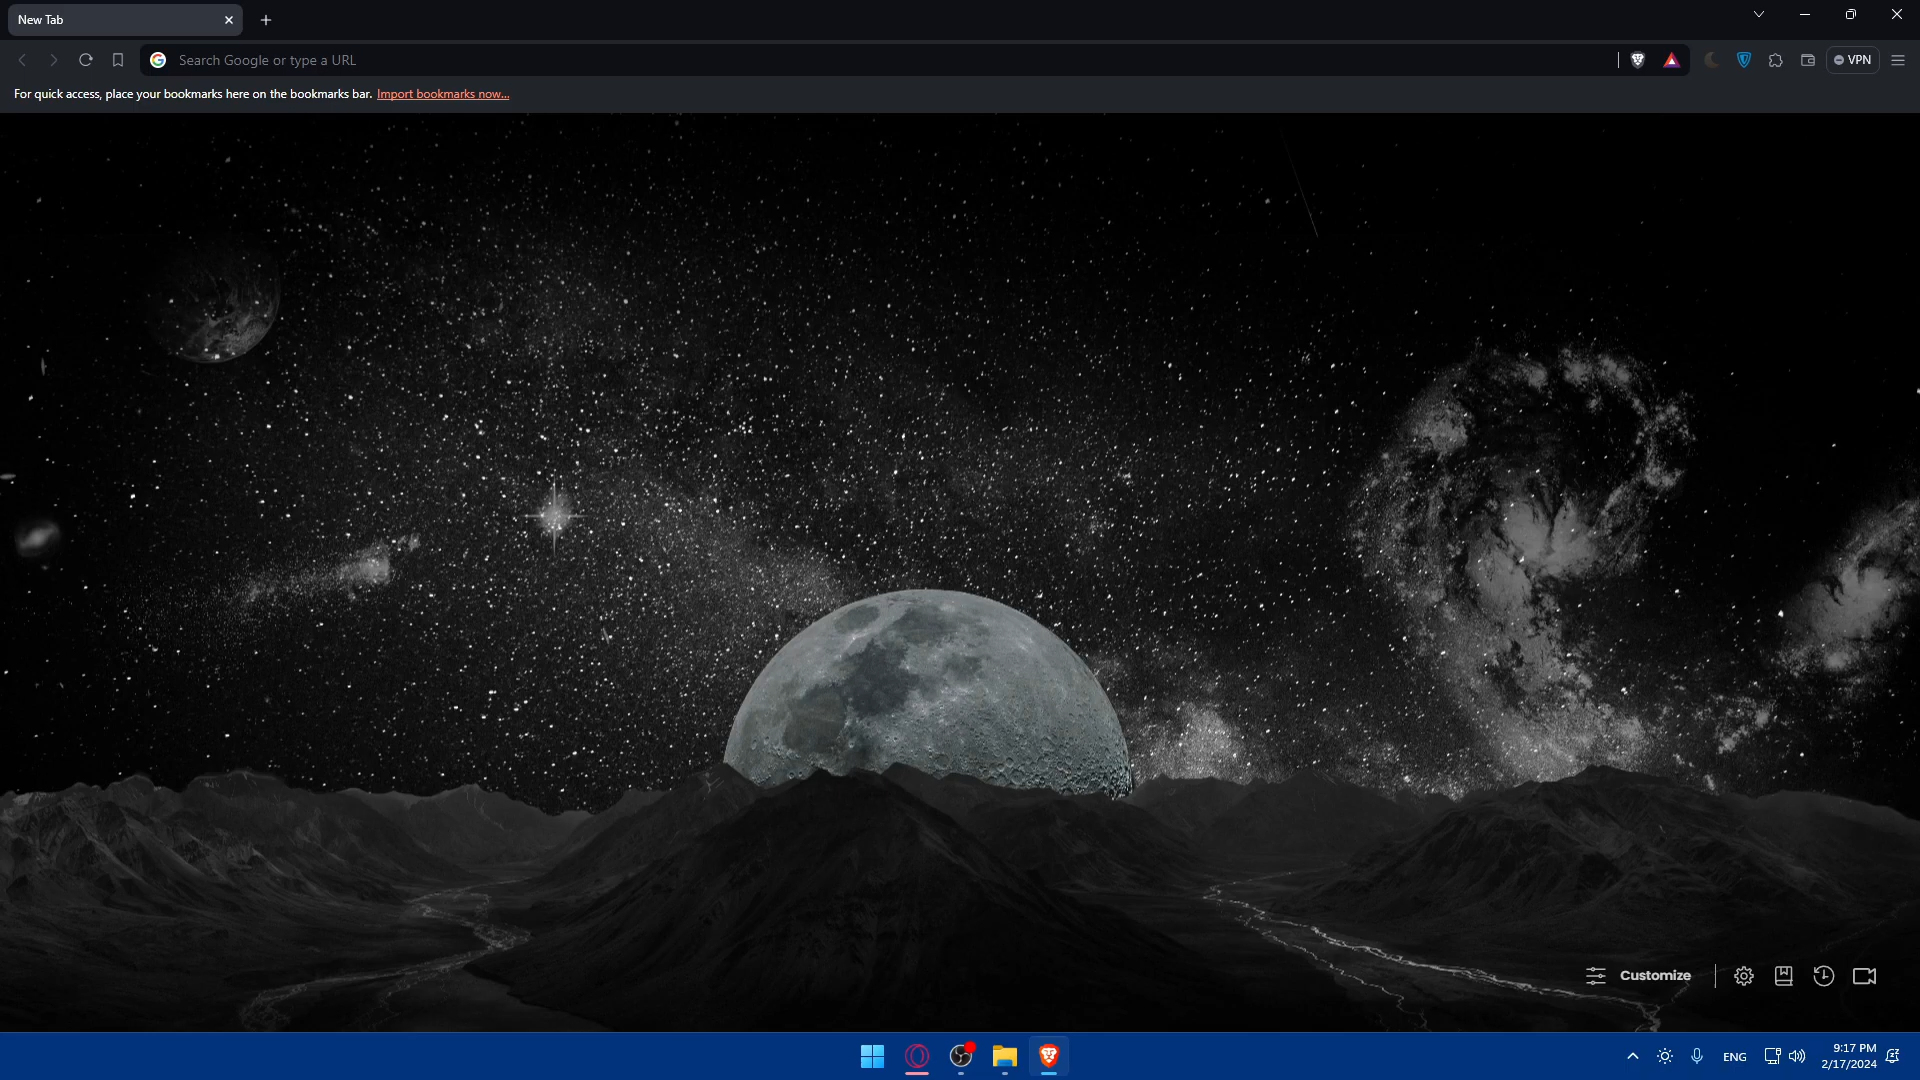 New Tab
Search Google or type a URL
VPN
For quick access, place your bookmarks here on the bookmarks bar. Import bookmarks now...
Customize
ENG
9:17 PM
2/17/2024